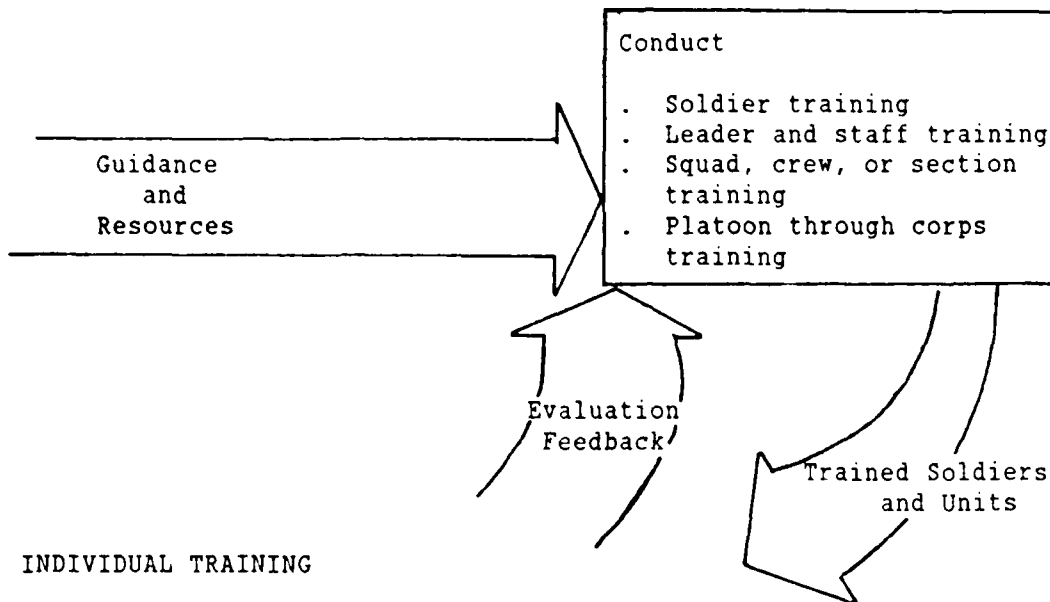 Conduct
. Soldier training
. Leader and staff training
. Squad, crew, or section
training
. Platoon through corps
training
Guidance
and
Resources
Evaluation
Feedback
Trained Soldiers
and Units
INDIVIDUAL TRAINING